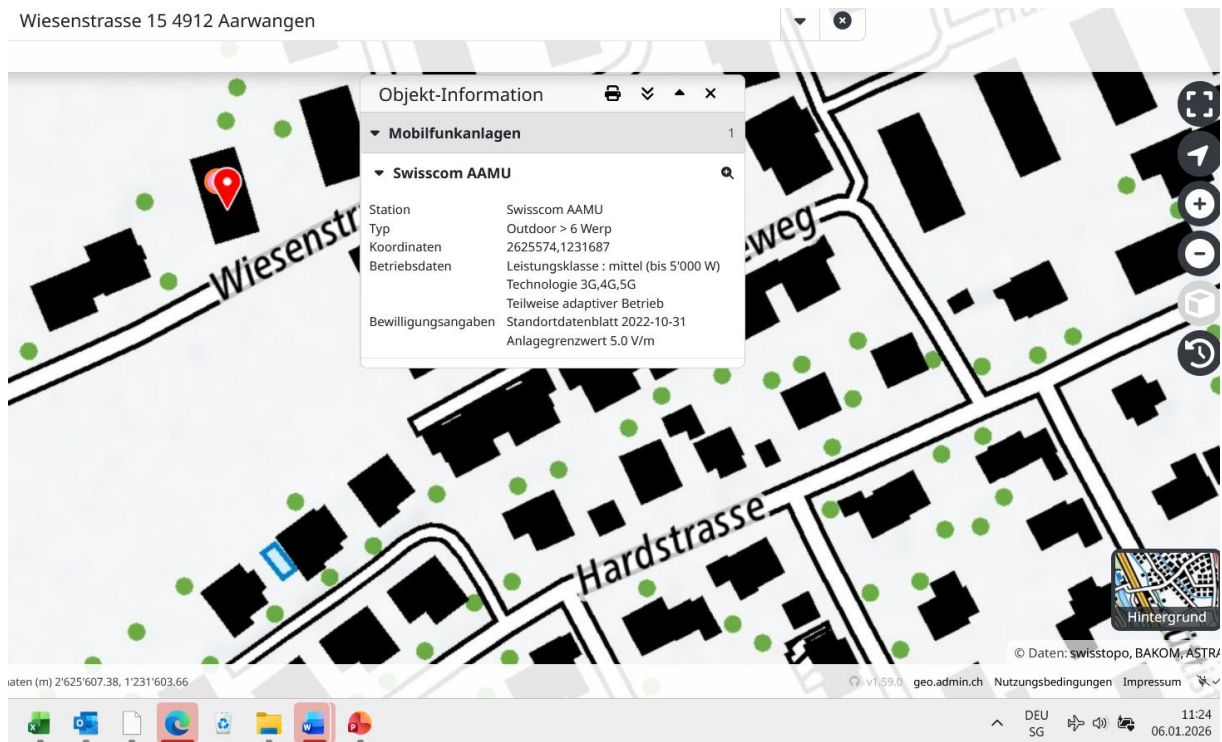 Wiesenstrasse 15 4912 Aarwangen
Objekt-Information
Mobilfunkanlagen 1
Swisscom AAMU
Station Swisscom AAMU
Typ Outdoor > 6 Werp
Koordinaten 2625574,1231687
Betriebsdaten Leistungsklasse : mittel (bis 5'000 W)
Technologie 3G,4G,5G
Teilweise adaptiver Betrieb
Bewilligungsangaben Standortdatenblatt 2022-10-31
Anlagegrenzwert 5.0 V/m
Wiesenstr
eweg
Hardstrasse
Hintergrund
© Daten: swisstopo, BAKOM, ASTRA
aten (m) 2'625'607.38, 1'231'603.66
v1.59.0 geo.admin.ch Nutzungsbedingungen Impressum
DEU 11:24
SG 06.01.2026